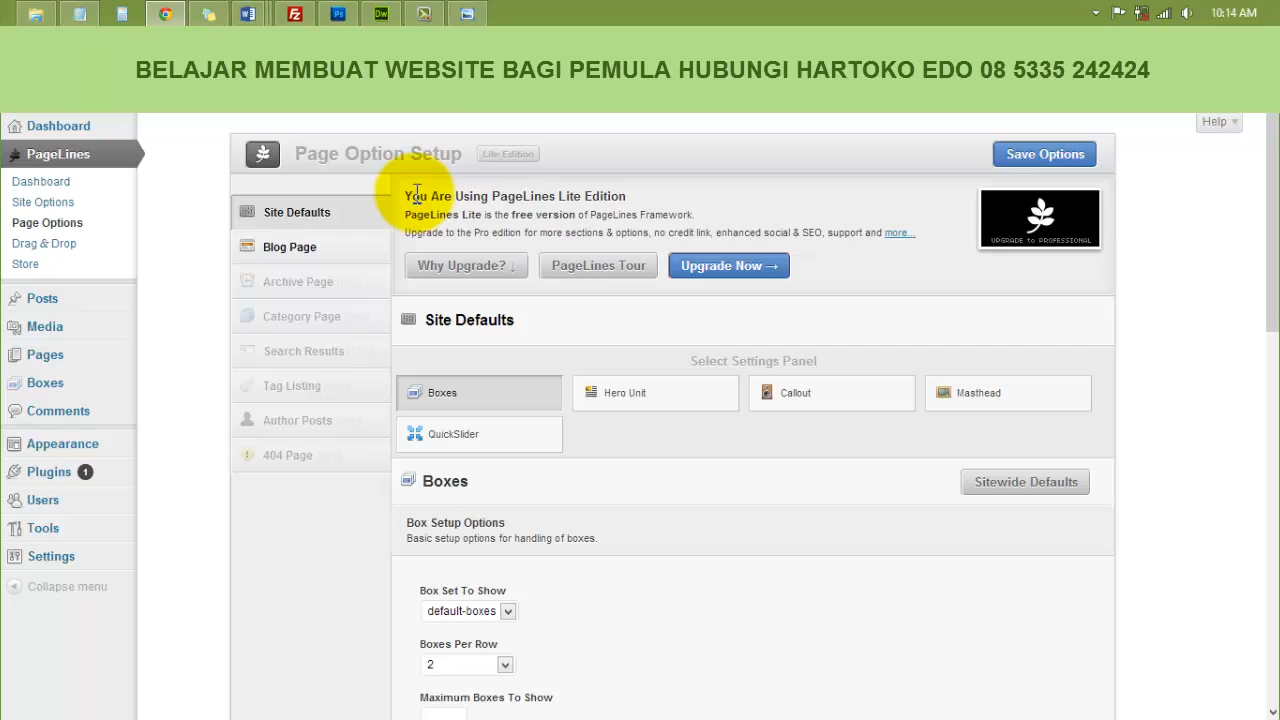 10:14 AM
BELAJAR MEMBUAT WEBSITE BAGI PEMULA HUBUNGI HARTOKO EDO 08 5335 242424
Help
Dashboard
PageLines
Dashboard
Site Options
Page Options
Drag & Drop
Store
Posts
Media
Pages
Boxes
Comments
Appearance
Plugins 1
Users
Tools
Settings
Collapse menu
Page Option Setup
Lite Edition
Save Options
Site Defaults
Blog Page
Archive Page
Category Page
Search Results
Tag Listing
Author Posts
404 Page
You Are Using PageLines Lite Edition
PageLines Lite is the free version of PageLines Framework.
Upgrade to the Pro edition for more sections & options, no credit link, enhanced social & SEO, support and more...
Why Upgrade? ↓
PageLines Tour
Upgrade Now →
UPGRADE to PROFESSIONAL
Site Defaults
Select Settings Panel
Boxes
Hero Unit
Callout
Masthead
QuickSlider
Boxes
Sitewide Defaults
Box Setup Options
Basic setup options for handling of boxes.
Box Set To Show
default-boxes
Boxes Per Row
2
Maximum Boxes To Show